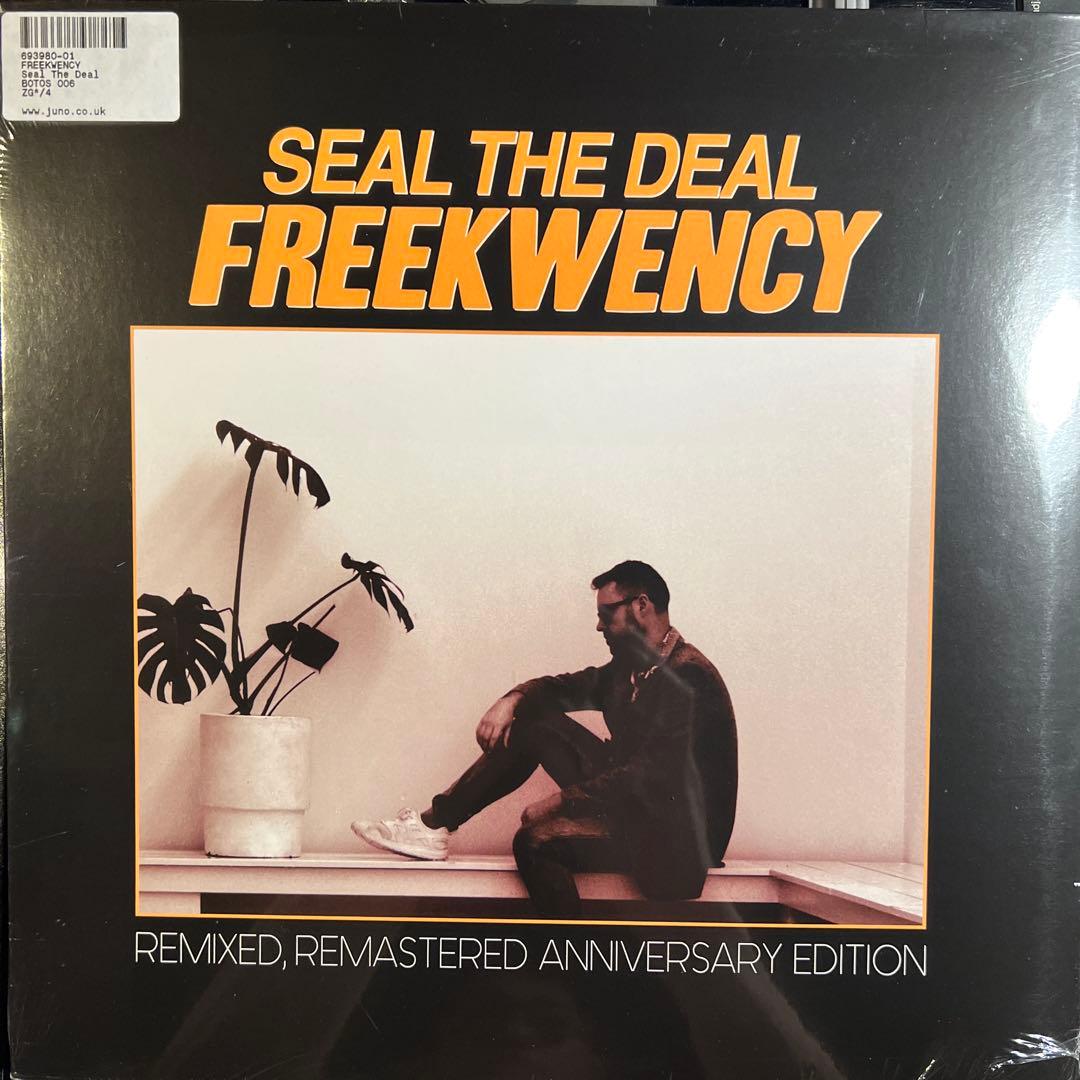 693980-01
FREEKWENCY
Seal The Deal
BOTOS 006
ZG*/4
www.juno.co.uk
SEAL THE DEAL
FREEKWENCY
REMIXED, REMASTERED ANNIVERSARY EDITION